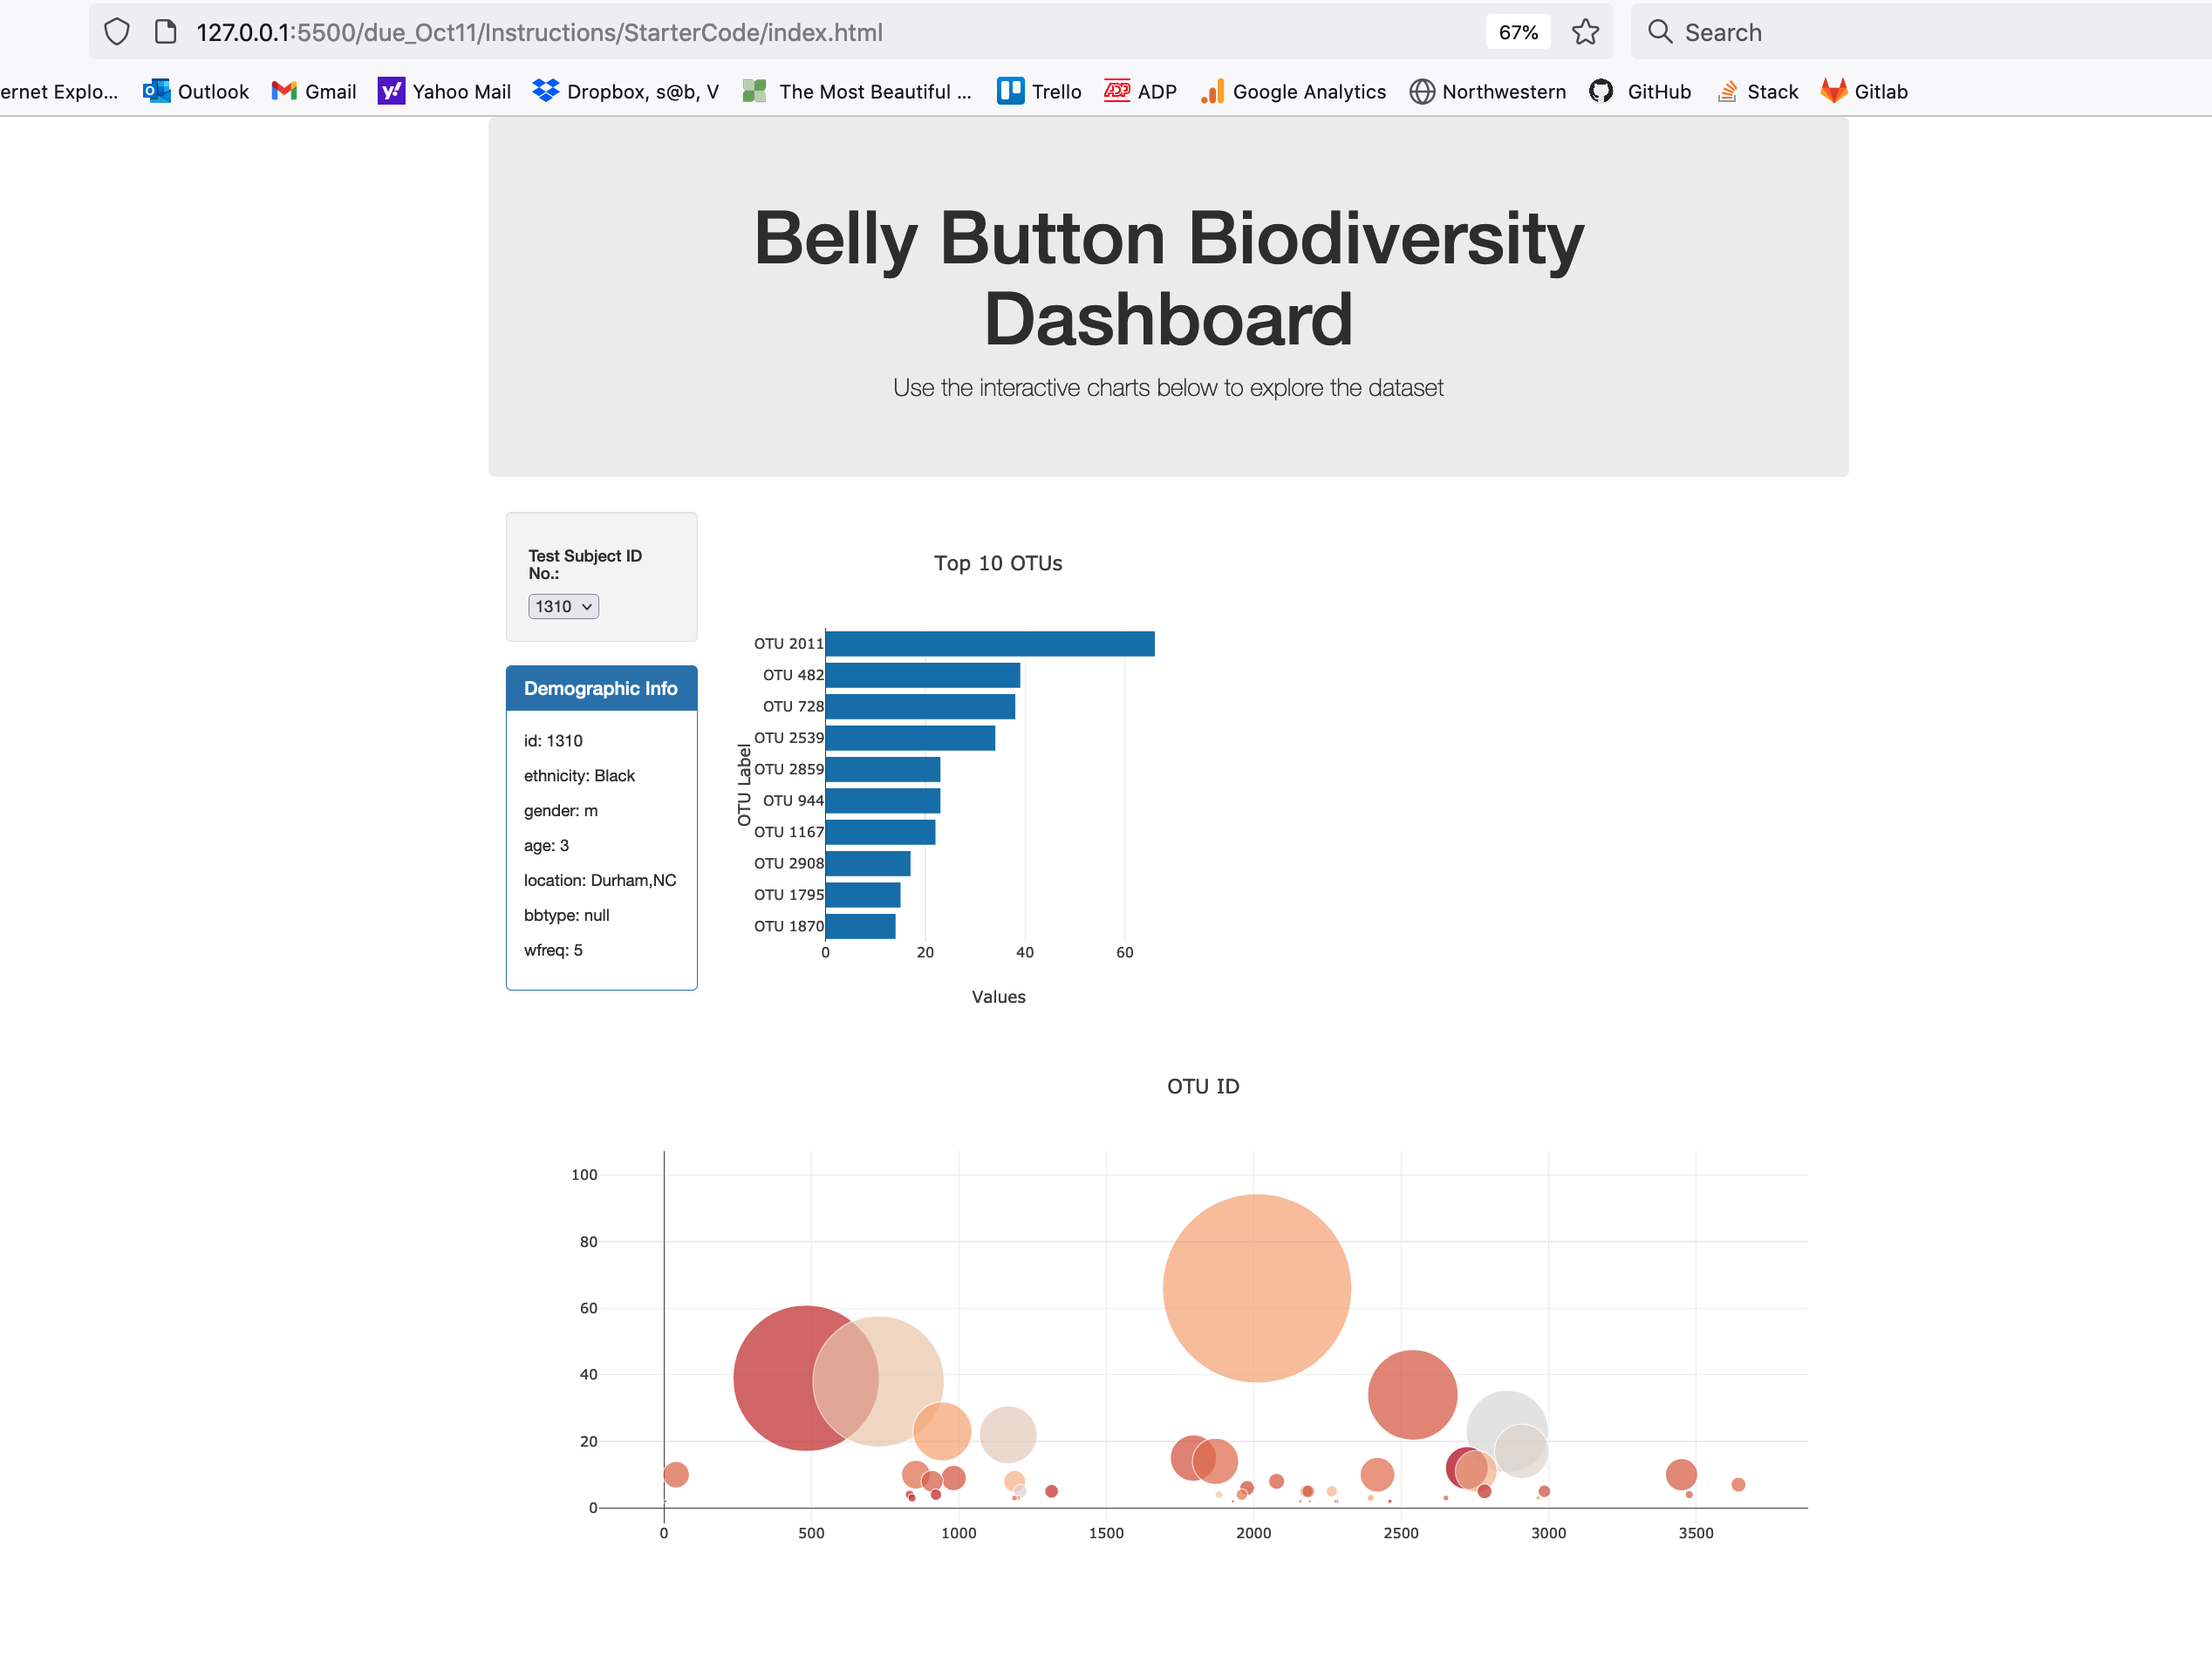 127.0.0.1:5500/due_Oct11/Instructions/StarterCode/index.html
67%
Search
ernet Explo...
Outlook
Gmail
Yahoo Mail
Dropbox, s@b, V
The Most Beautiful ...
Trello
ADP
ADP
Google Analytics
Northwestern
GitHub
Stack
Gitlab
Belly Button Biodiversity
Dashboard
Use the interactive charts below to explore the dataset
Test Subject ID
No.:
1310
Demographic Info
id: 1310
ethnicity: Black
gender: m
age: 3
location: Durham,NC
bbtype: null
wfreq: 5
Top 10 OTUs
OTU Label
OTU 2011
OTU 482
OTU 728
OTU 2539
OTU 2859
OTU 944
OTU 1167
OTU 2908
OTU 1795
OTU 1870
0 20 40 60
Values
OTU ID
100
80
60
40
20
0
0 500 1000 1500 2000 2500 3000 3500